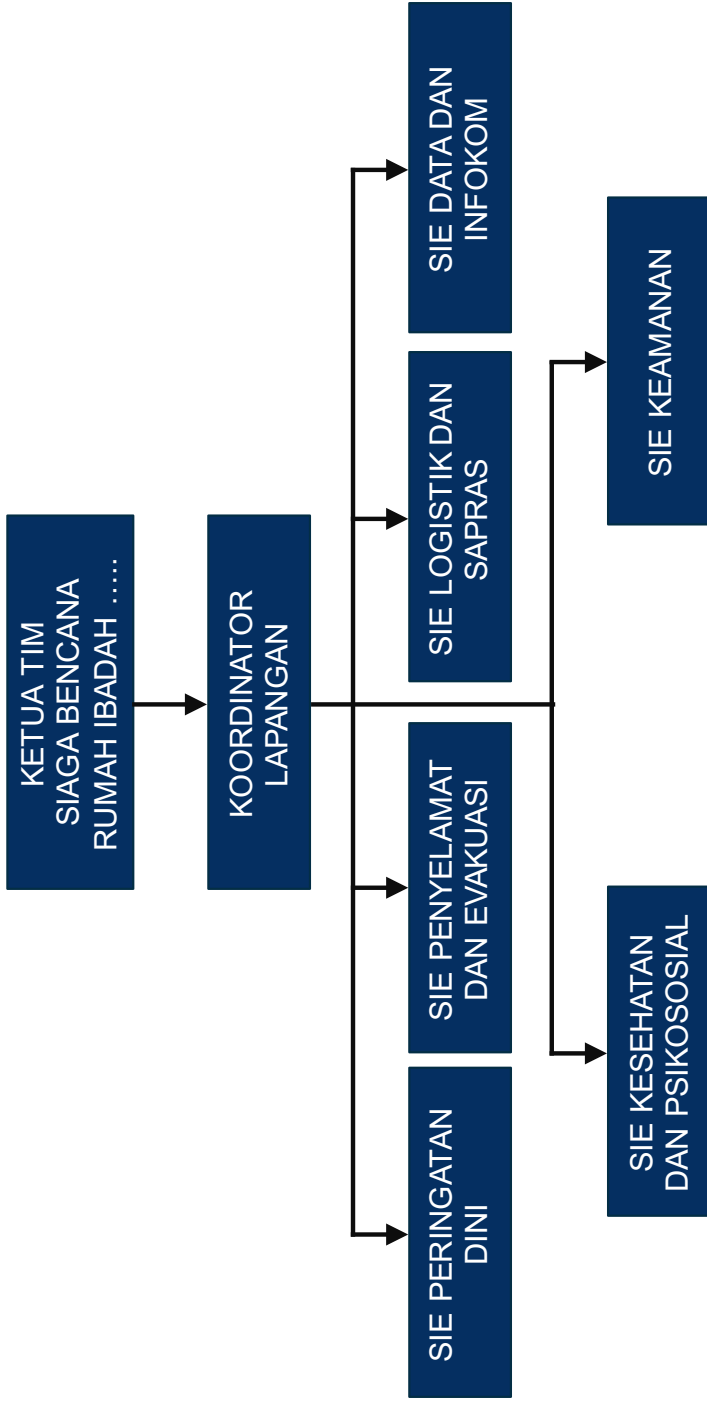 KETUA TIM
SIAGA BENCANA
RUMAH IBADAH .....
KOORDINATOR
LAPANGAN
SIE PERINGATAN
DINI
SIE PENYELAMAT
DAN EVAKUASI
SIE LOGISTIK DAN
SAPRAS
SIE DATA DAN
INFOKOM
SIE KESEHATAN
DAN PSIKOSOSIAL
SIE KEAMANAN